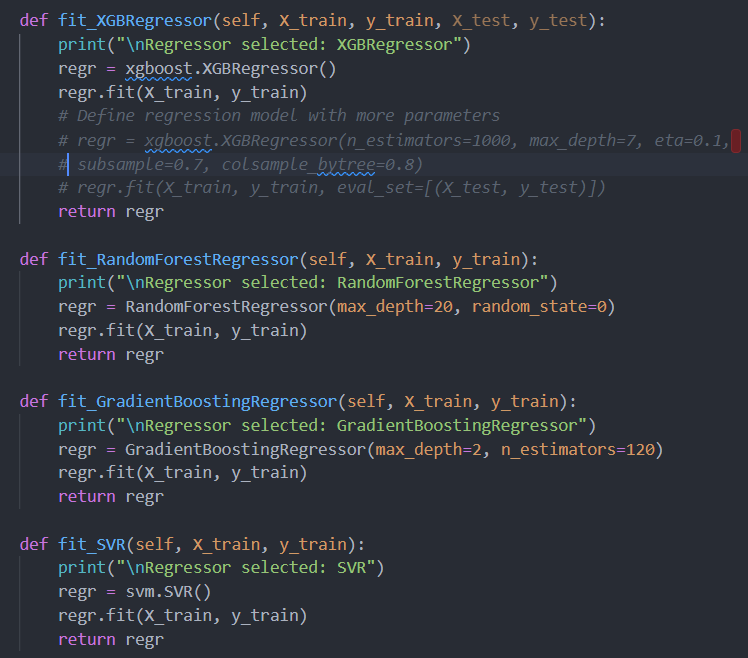 def fit_XGBRegressor(self, X_train, y_train, X_test, y_test):
    print("\nRegressor selected: XGBRegressor")
    regr = xgboost.XGBRegressor()
    regr.fit(X_train, y_train)
    # Define regression model with more parameters
    # regr = xgboost.XGBRegressor(n_estimators=1000, max_depth=7, eta=0.1,
    # subsample=0.7, colsample_bytree=0.8)
    # regr.fit(X_train, y_train, eval_set=[(X_test, y_test)])
    return regr

def fit_RandomForestRegressor(self, X_train, y_train):
    print("\nRegressor selected: RandomForestRegressor")
    regr = RandomForestRegressor(max_depth=20, random_state=0)
    regr.fit(X_train, y_train)
    return regr

def fit_GradientBoostingRegressor(self, X_train, y_train):
    print("\nRegressor selected: GradientBoostingRegressor")
    regr = GradientBoostingRegressor(max_depth=2, n_estimators=120)
    regr.fit(X_train, y_train)
    return regr

def fit_SVR(self, X_train, y_train):
    print("\nRegressor selected: SVR")
    regr = svm.SVR()
    regr.fit(X_train, y_train)
    return regr